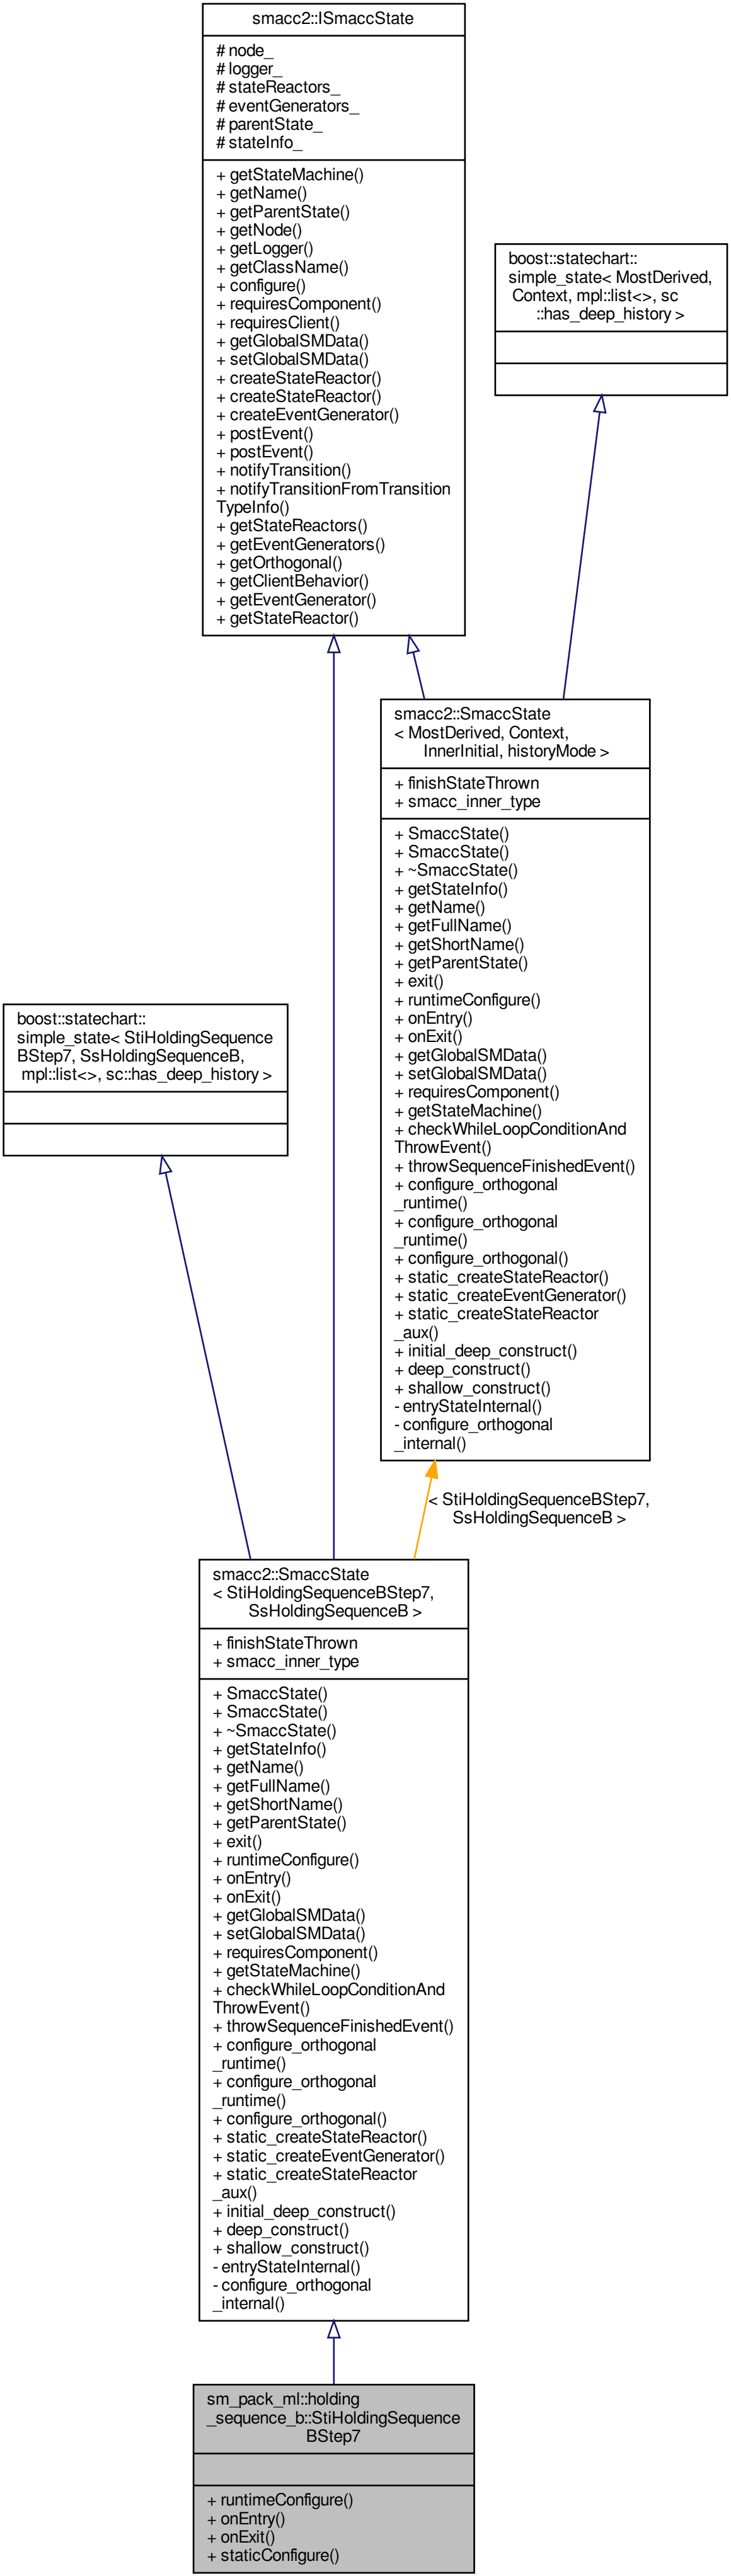 smacc2::ISmaccState
# node_
# logger_
# stateReactors_
# eventGenerators_
# parentState_
# stateInfo_
+ getStateMachine()
+ getName()
+ getParentState()
+ getNode()
+ getLogger()
+ getClassName()
+ configure()
+ requiresComponent()
+ requiresClient()
+ getGlobalSMData()
+ setGlobalSMData()
+ createStateReactor()
+ createStateReactor()
+ createEventGenerator()
+ postEvent()
+ postEvent()
+ notifyTransition()
+ notifyTransitionFromTransition
TypeInfo()
+ getStateReactors()
+ getEventGenerators()
+ getOrthogonal()
+ getClientBehavior()
+ getEventGenerator()
+ getStateReactor()
boost::statechart::
simple_state< MostDerived,
Context, mpl::list<>, sc
::has_deep_history >
smacc2::SmaccState
< MostDerived, Context,
InnerInitial, historyMode >
+ finishStateThrown
+ smacc_inner_type
+ SmaccState()
+ SmaccState()
+ ~SmaccState()
+ getStateInfo()
+ getName()
+ getFullName()
+ getShortName()
+ getParentState()
+ exit()
+ runtimeConfigure()
+ onEntry()
+ onExit()
+ getGlobalSMData()
+ setGlobalSMData()
+ requiresComponent()
+ getStateMachine()
+ checkWhileLoopConditionAnd
ThrowEvent()
+ throwSequenceFinishedEvent()
+ configure_orthogonal
_runtime()
+ configure_orthogonal
_runtime()
+ configure_orthogonal()
+ static_createStateReactor()
+ static_createEventGenerator()
+ static_createStateReactor
_aux()
+ initial_deep_construct()
+ deep_construct()
+ shallow_construct()
- entryStateInternal()
- configure_orthogonal
_internal()
boost::statechart::
simple_state< StiHoldingSequence
BStep7, SsHoldingSequenceB,
mpl::list<>, sc::has_deep_history >
< StiHoldingSequenceBStep7,
SsHoldingSequenceB >
smacc2::SmaccState
< StiHoldingSequenceBStep7,
SsHoldingSequenceB >
+ finishStateThrown
+ smacc_inner_type
+ SmaccState()
+ SmaccState()
+ ~SmaccState()
+ getStateInfo()
+ getName()
+ getFullName()
+ getShortName()
+ getParentState()
+ exit()
+ runtimeConfigure()
+ onEntry()
+ onExit()
+ getGlobalSMData()
+ setGlobalSMData()
+ requiresComponent()
+ getStateMachine()
+ checkWhileLoopConditionAnd
ThrowEvent()
+ throwSequenceFinishedEvent()
+ configure_orthogonal
_runtime()
+ configure_orthogonal
_runtime()
+ configure_orthogonal()
+ static_createStateReactor()
+ static_createEventGenerator()
+ static_createStateReactor
_aux()
+ initial_deep_construct()
+ deep_construct()
+ shallow_construct()
- entryStateInternal()
- configure_orthogonal
_internal()
sm_pack_ml::holding
_sequence_b::StiHoldingSequence
BStep7
+ runtimeConfigure()
+ onEntry()
+ onExit()
+ staticConfigure()